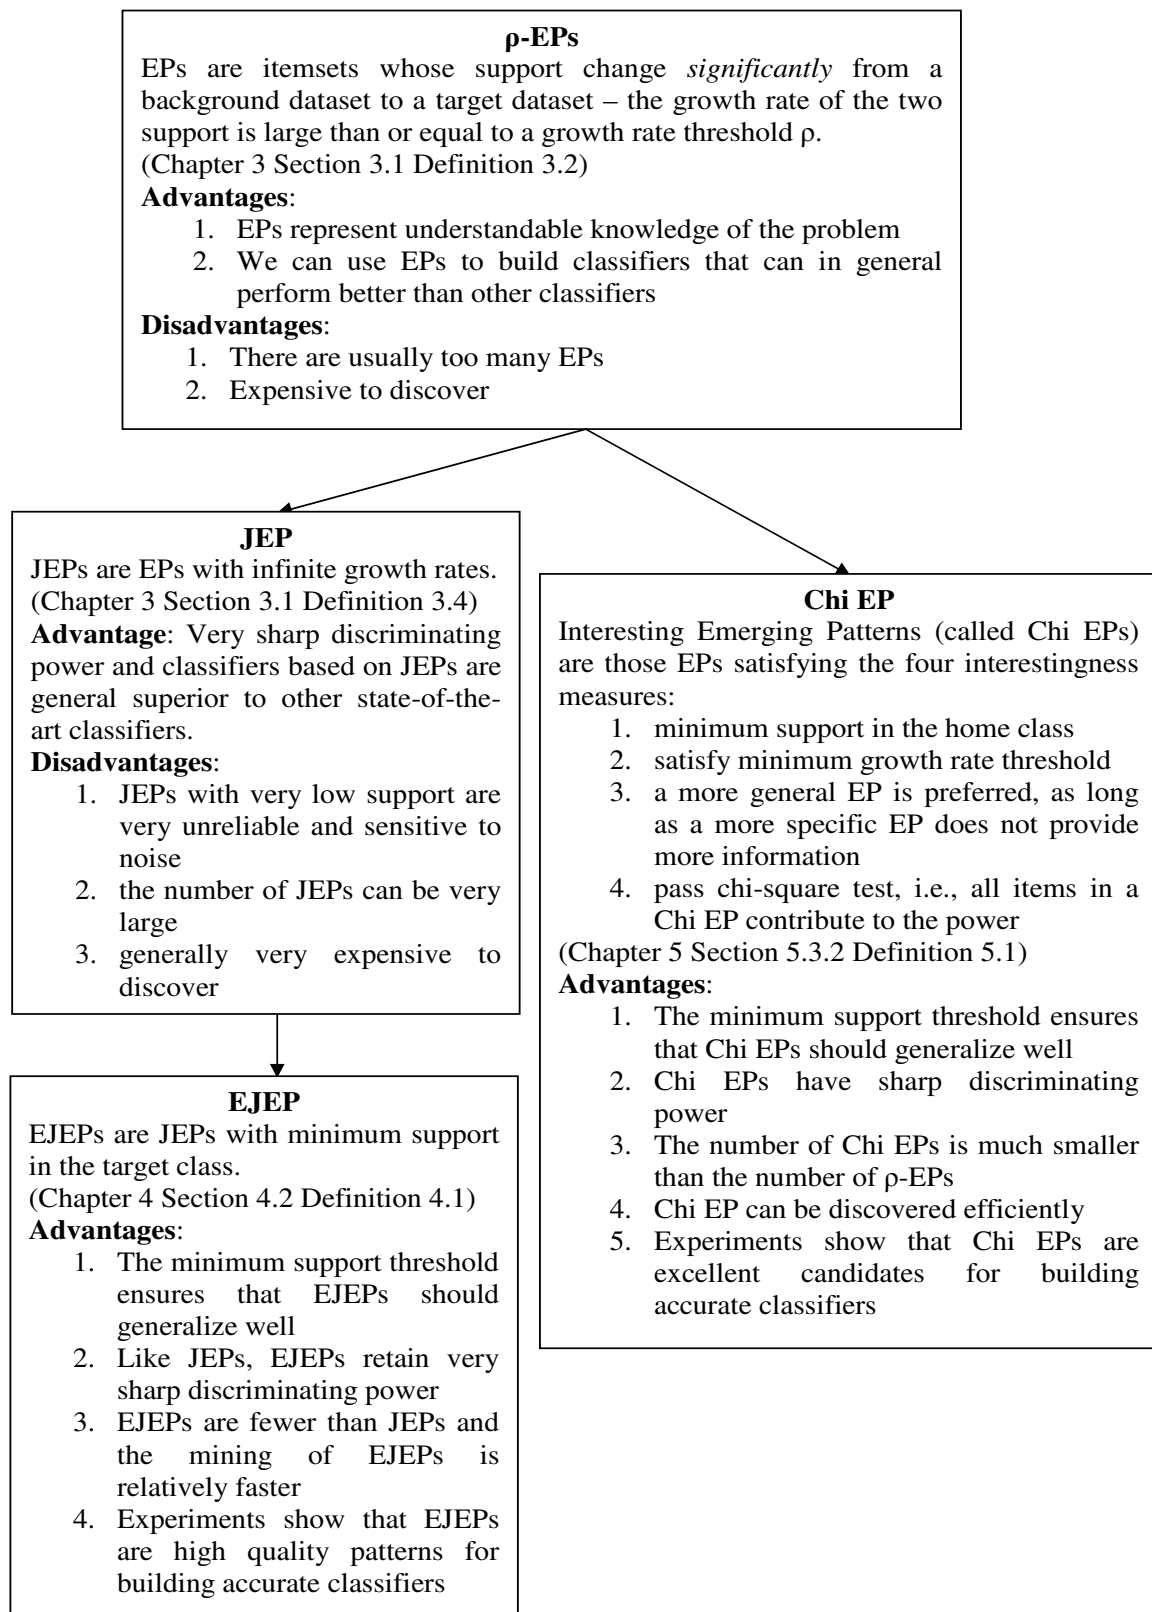 ρ-EPs
EPs are itemsets whose support change significantly from a
background dataset to a target dataset – the growth rate of the two
support is large than or equal to a growth rate threshold ρ.
(Chapter 3 Section 3.1 Definition 3.2)
Advantages:
1. EPs represent understandable knowledge of the problem
2. We can use EPs to build classifiers that can in general
perform better than other classifiers
Disadvantages:
1. There are usually too many EPs
2. Expensive to discover
JEP
JEPs are EPs with infinite growth rates.
(Chapter 3 Section 3.1 Definition 3.4)
Advantage: Very sharp discriminating
power and classifiers based on JEPs are
general superior to other state-of-the-
art classifiers.
Disadvantages:
1. JEPs with very low support are
very unreliable and sensitive to
noise
2. the number of JEPs can be very
large
3. generally very expensive to
discover
EJEP
EJEPs are JEPs with minimum support
in the target class.
(Chapter 4 Section 4.2 Definition 4.1)
Advantages:
1. The minimum support threshold
ensures that EJEPs should
generalize well
2. Like JEPs, EJEPs retain very
sharp discriminating power
3. EJEPs are fewer than JEPs and
the mining of EJEPs is
relatively faster
4. Experiments show that EJEPs
are high quality patterns for
building accurate classifiers
Chi EP
Interesting Emerging Patterns (called Chi EPs)
are those EPs satisfying the four interestingness
measures:
1. minimum support in the home class
2. satisfy minimum growth rate threshold
3. a more general EP is preferred, as long
as a more specific EP does not provide
more information
4. pass chi-square test, i.e., all items in a
Chi EP contribute to the power
(Chapter 5 Section 5.3.2 Definition 5.1)
Advantages:
1. The minimum support threshold ensures
that Chi EPs should generalize well
2. Chi EPs have sharp discriminating
power
3. The number of Chi EPs is much smaller
than the number of ρ-EPs
4. Chi EP can be discovered efficiently
5. Experiments show that Chi EPs are
excellent candidates for building
accurate classifiers